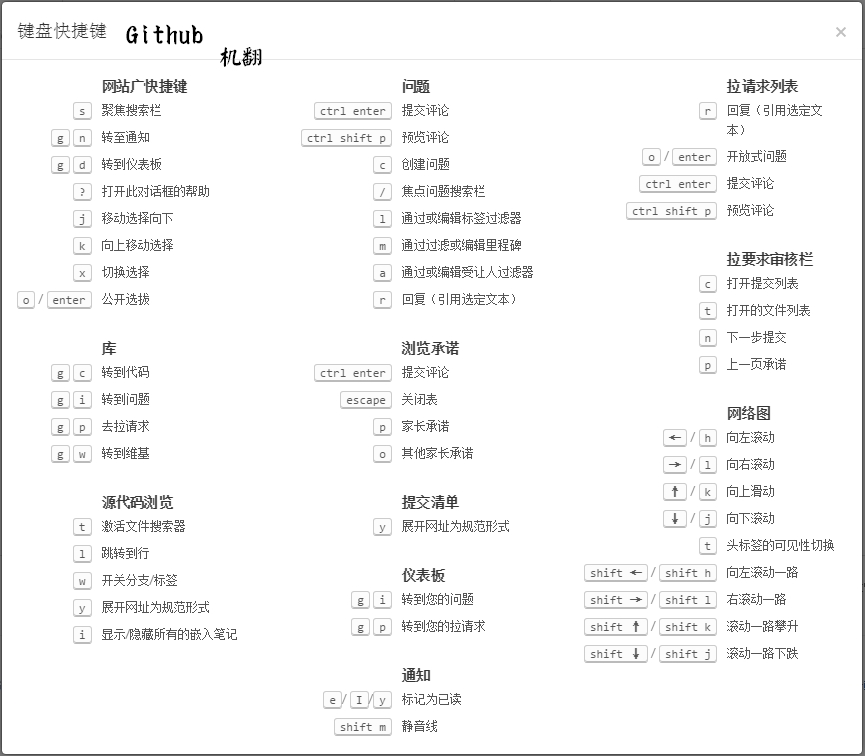 键盘快捷键 Github
机翻
×
网站广快捷键
s 聚焦搜索栏
g n 转至通知
g d 转到仪表板
? 打开此对话框的帮助
j 移动选择向下
k 向上移动选择
x 切换选择
o / enter 公开选拔
库
g c 转到代码
g i 转到问题
g p 去拉请求
g w 转到维基
源代码浏览
t 激活文件搜索器
l 跳转到行
w 开关分支/标签
y 展开网址为规范形式
i 显示/隐藏所有的嵌入笔记
问题
ctrl enter 提交评论
ctrl shift p 预览评论
c 创建问题
/ 焦点问题搜索栏
l 通过或编辑标签过滤器
m 通过过滤或编辑里程碑
a 通过或编辑受让人过滤器
r 回复（引用选定文本）
浏览承诺
ctrl enter 提交评论
escape 关闭表
p 家长承诺
o 其他家长承诺
提交清单
y 展开网址为规范形式
仪表板
g i 转到您的问题
g p 转到您的拉请求
通知
e / I / y 标记为已读
shift m 静音线
拉请求列表
r 回复（引用选定文
本）
o / enter 开放式问题
ctrl enter 提交评论
ctrl shift p 预览评论
拉要求审核栏
c 打开提交列表
t 打开的文件列表
n 下一步提交
p 上一页承诺
网络图
← / h 向左滚动
→ / l 向右滚动
↑ / k 向上滑动
↓ / j 向下滚动
t 头标签的可见性切换
shift ← / shift h 向左滚动一路
shift → / shift l 右滚动一路
shift ↑ / shift k 滚动一路攀升
shift ↓ / shift j 滚动一路下跌